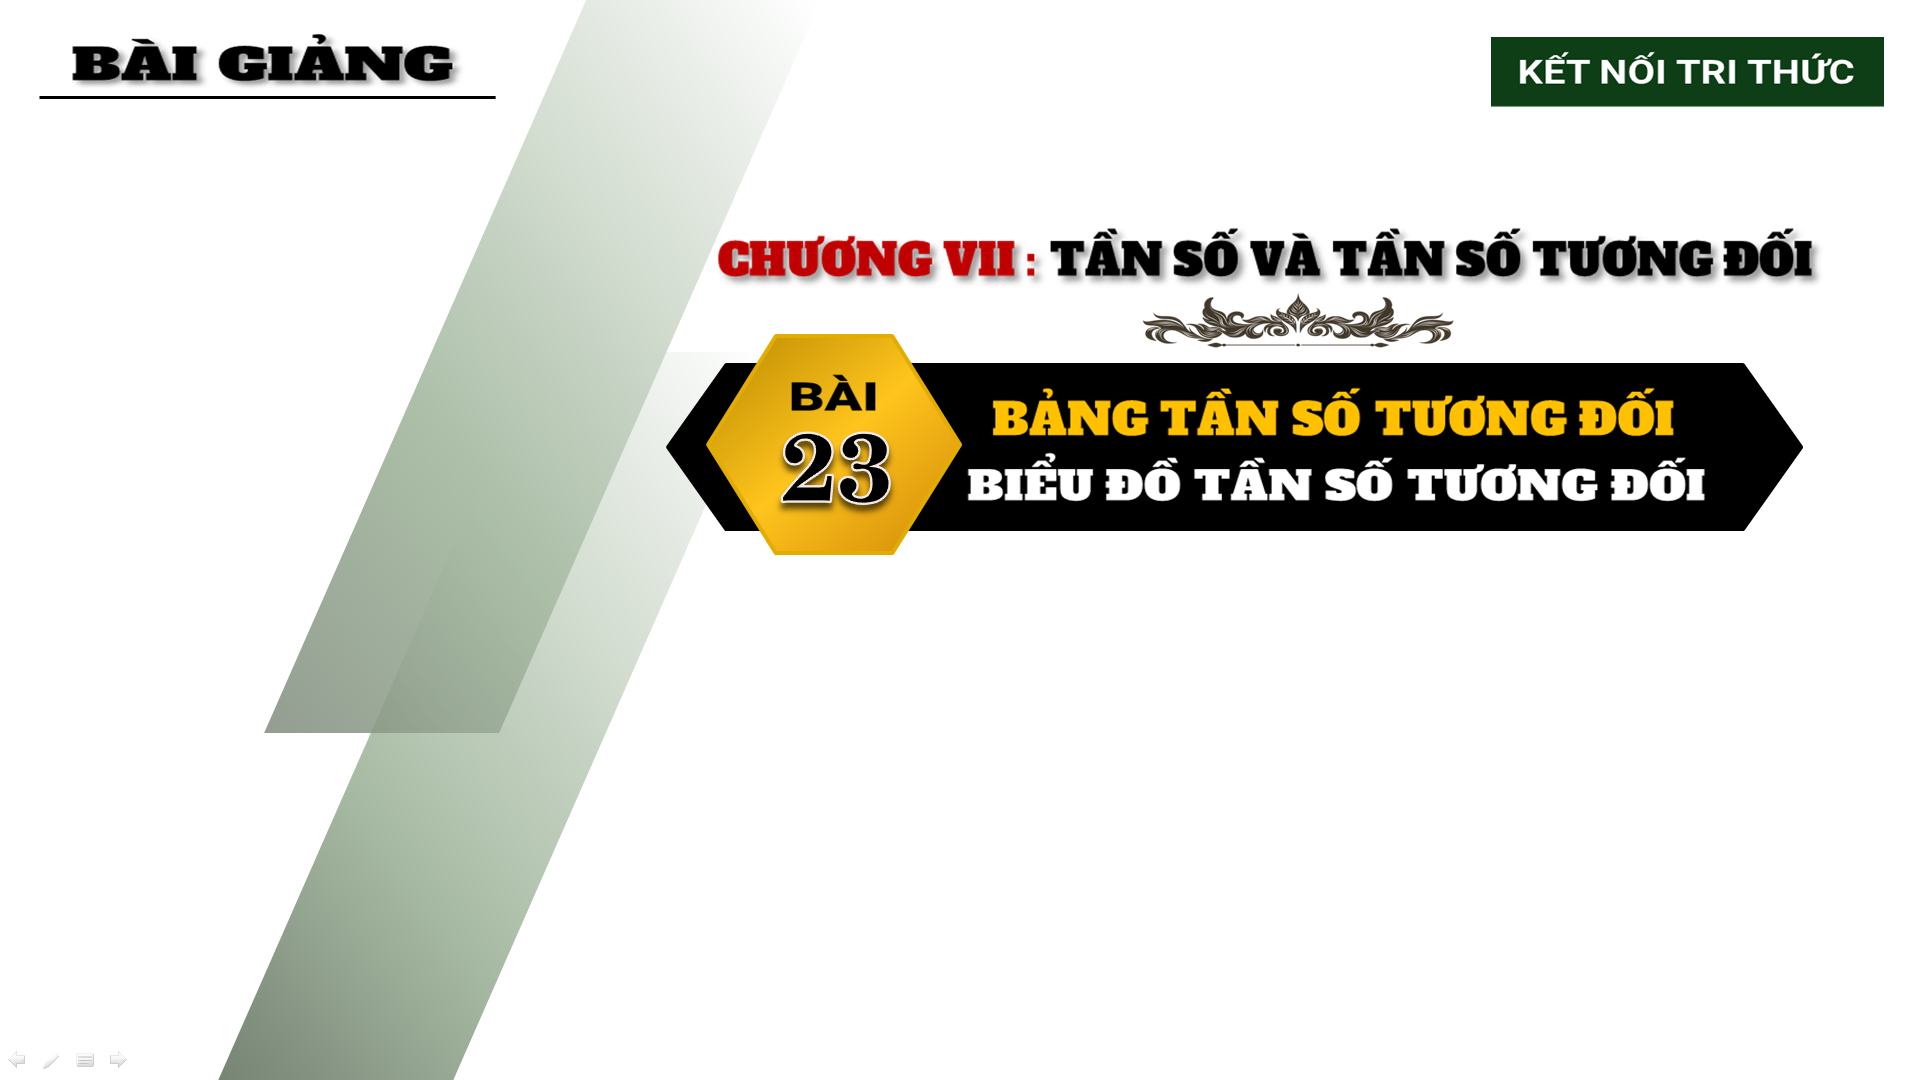 BÀI GIẢNG
KẾT NỐI TRI THỨC
CHƯƠNG VII : TẦN SỐ VÀ TẦN SỐ TƯƠNG ĐỐI
BÀI
23
BẢNG TẦN SỐ TƯƠNG ĐỐI
BIỂU ĐỒ TẦN SỐ TƯƠNG ĐỐI